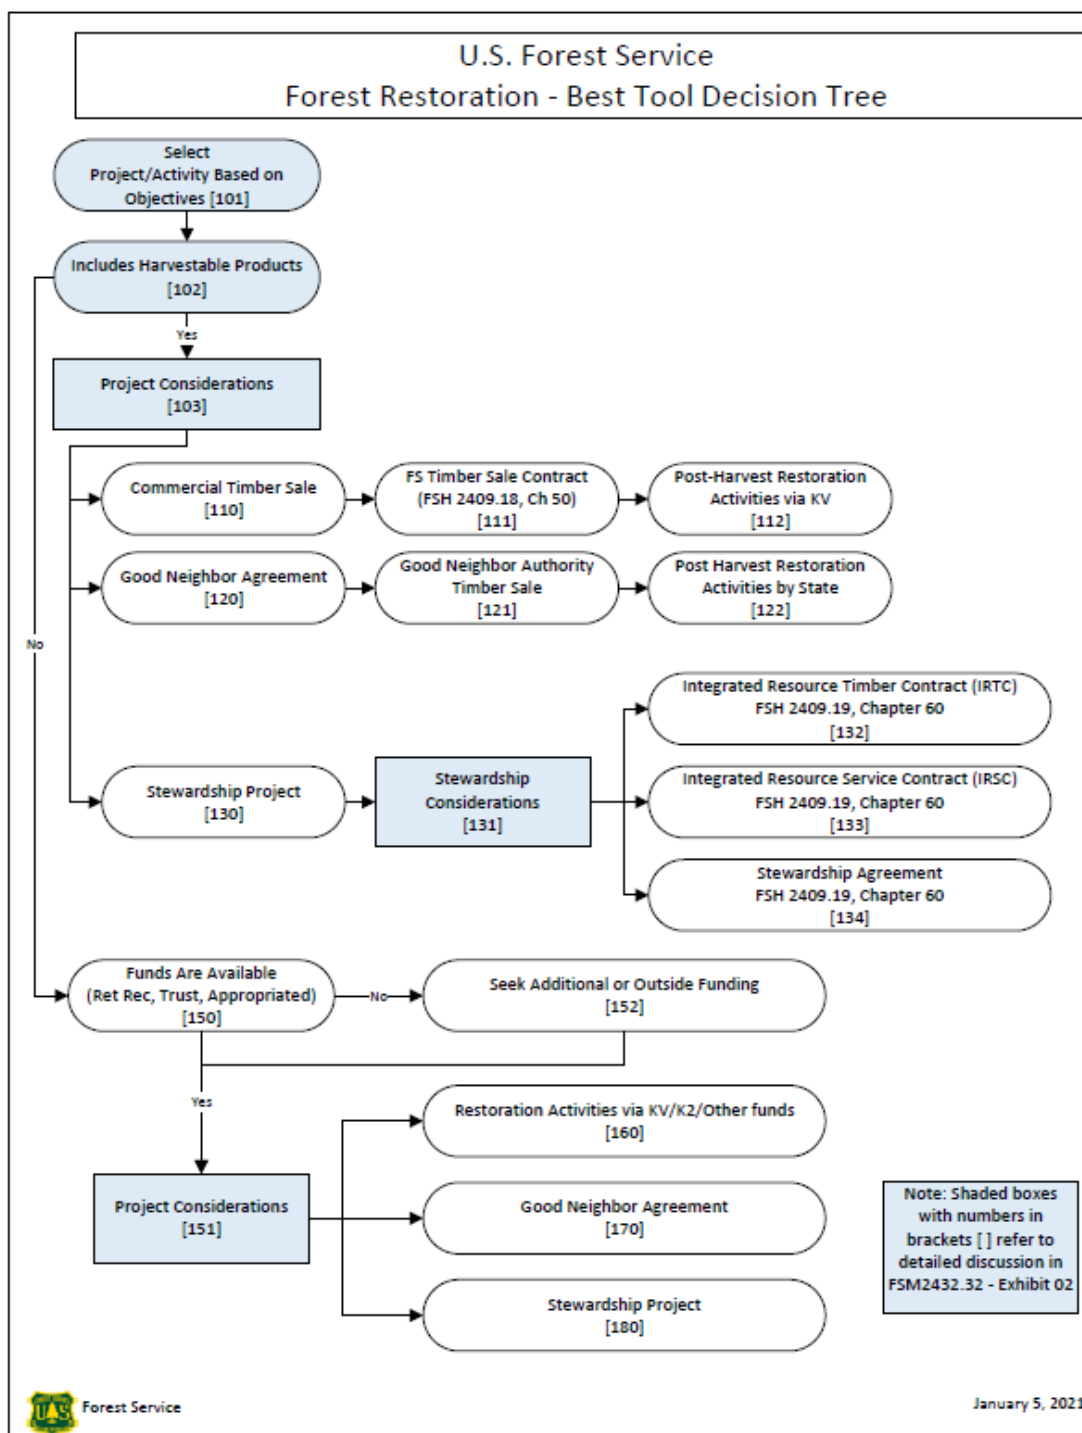 U.S. Forest Service
Forest Restoration - Best Tool Decision Tree
Select
Project/Activity Based on
Objectives [101]
Includes Harvestable Products
[102]
Yes
Project Considerations
[103]
Commercial Timber Sale
[110]
FS Timber Sale Contract
(FSH 2409.18, Ch 50)
[111]
Post-Harvest Restoration
Activities via KV
[112]
Good Neighbor Agreement
[120]
Good Neighbor Authority
Timber Sale
[121]
Post Harvest Restoration
Activities by State
[122]
No
Integrated Resource Timber Contract (IRTC)
FSH 2409.19, Chapter 60
[132]
Stewardship Project
[130]
Stewardship
Considerations
[131]
Integrated Resource Service Contract (IRSC)
FSH 2409.19, Chapter 60
[133]
Stewardship Agreement
FSH 2409.19, Chapter 60
[134]
Funds Are Available
(Ret Rec, Trust, Appropriated)
[150]
No
Seek Additional or Outside Funding
[152]
Yes
Project Considerations
[151]
Restoration Activities via KV/K2/Other funds
[160]
Good Neighbor Agreement
[170]
Stewardship Project
[180]
Note: Shaded boxes
with numbers in
brackets [ ] refer to
detailed discussion in
FSM2432.32 - Exhibit 02
U S
Forest Service
January 5, 2021